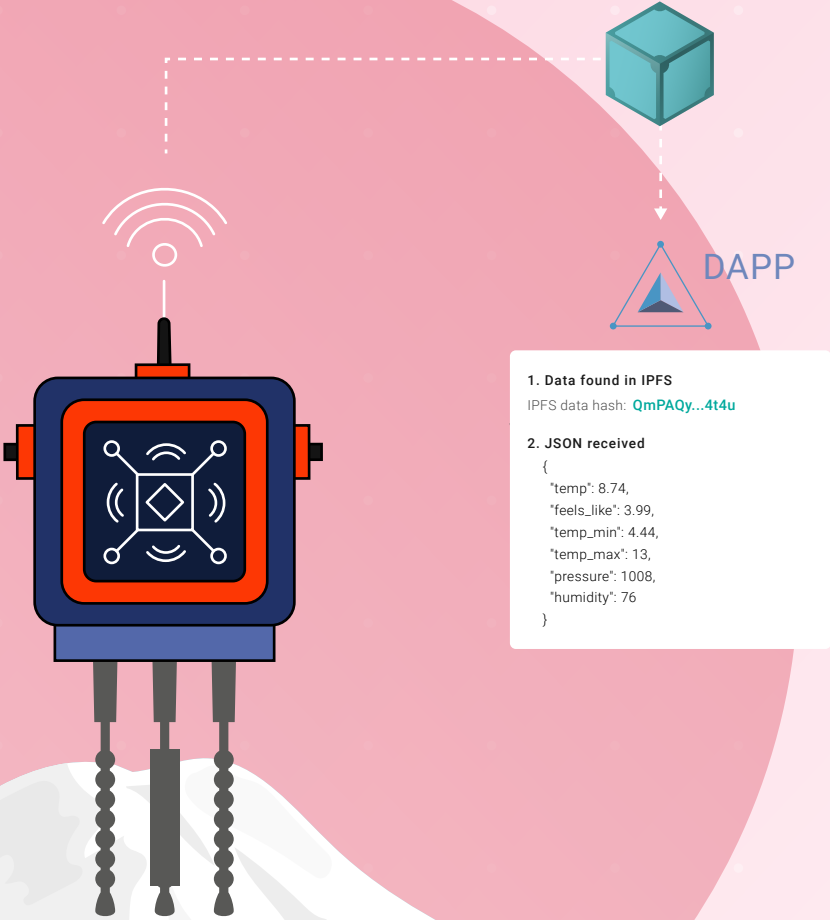 DAPP
1. Data found in IPFS
IPFS data hash: QmPAQy...4t4u
2. JSON received
{
"temp": 8.74,
"feels_like": 3.99,
"temp_min": 4.44,
"temp_max": 13,
"pressure": 1008,
"humidity": 76
}